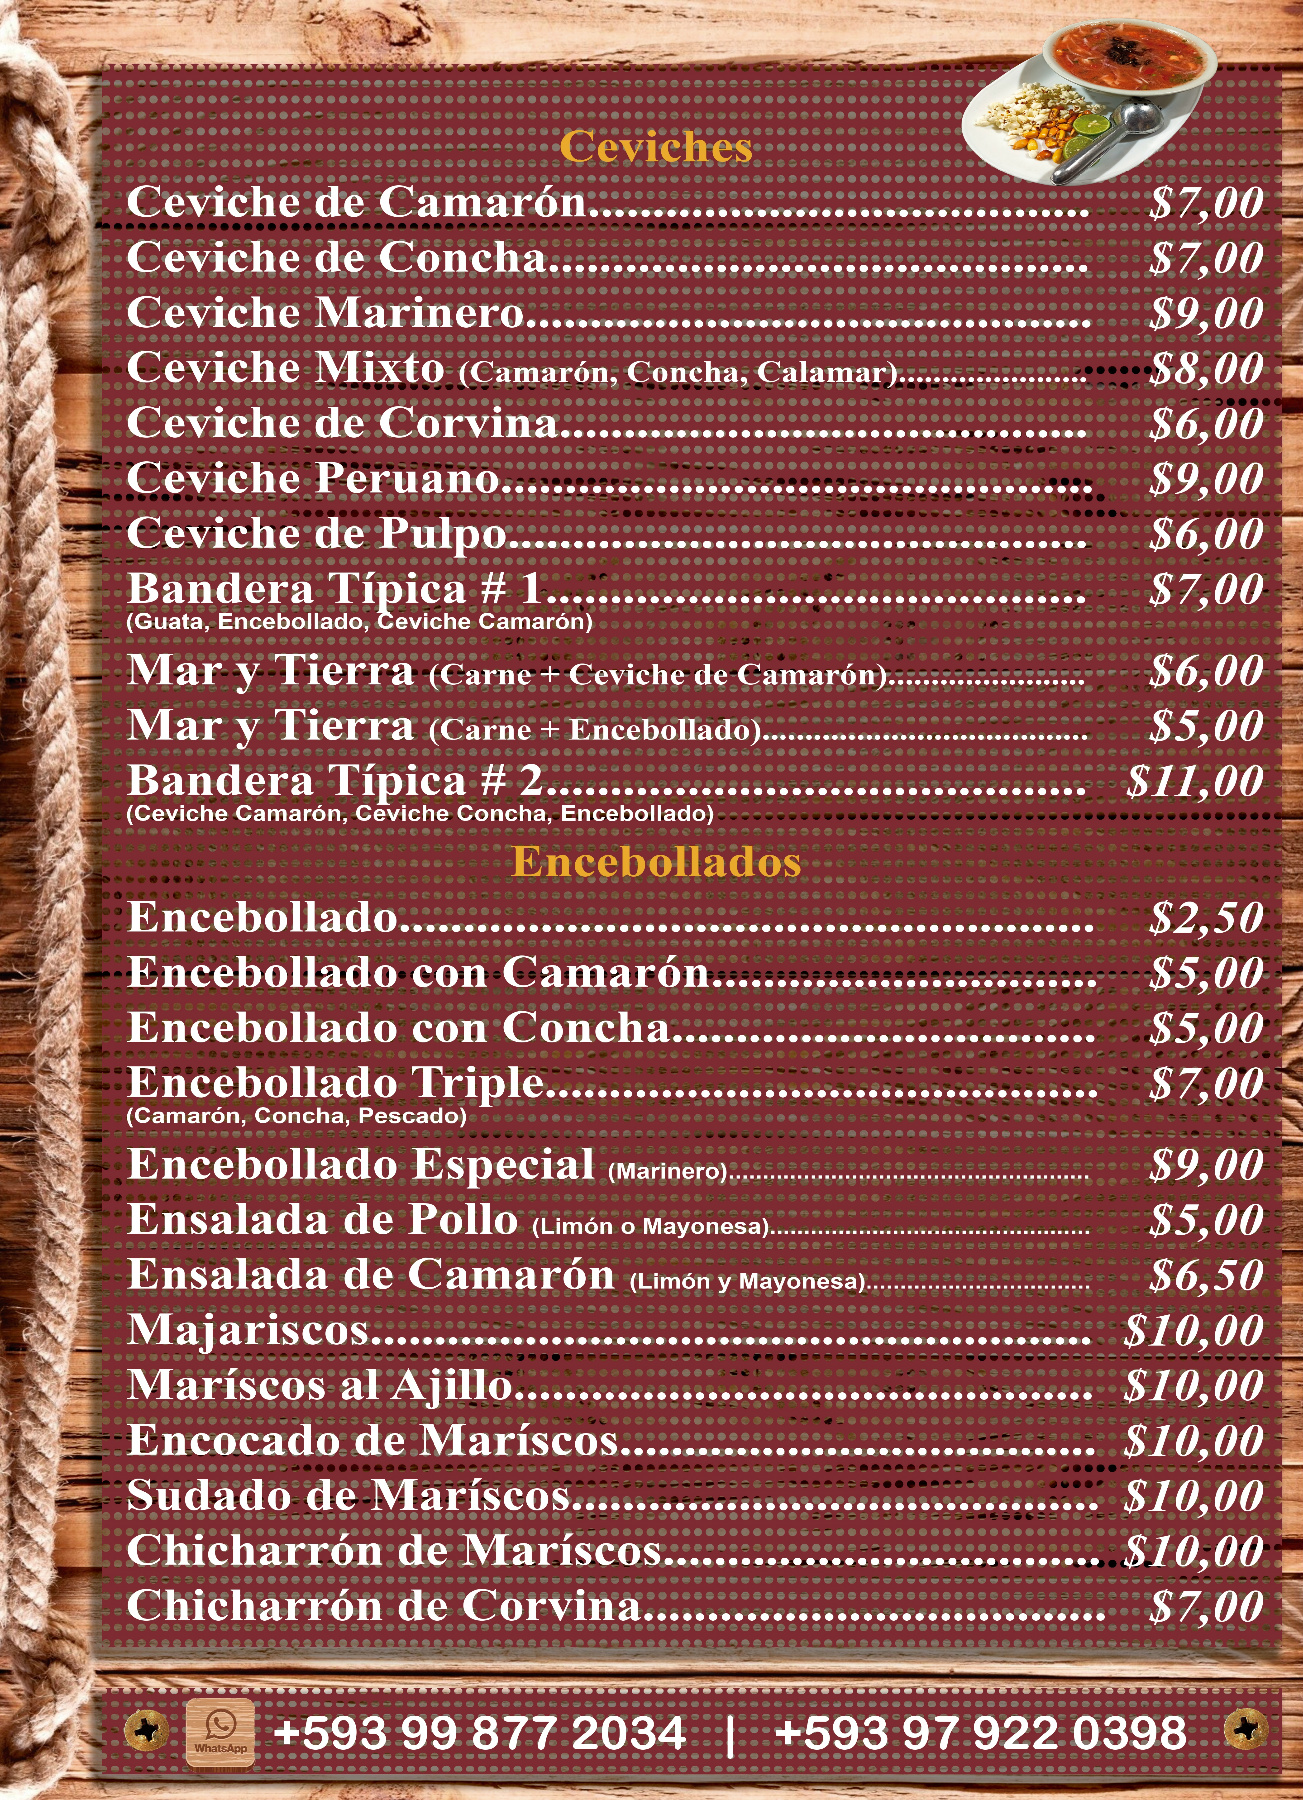 Ceviches
Ceviche de Camarón....................................... $7,00
Ceviche de Concha.......................................... $7,00
Ceviche Marinero............................................ $9,00
Ceviche Mixto (Camarón, Concha, Calamar)...................... $8,00
Ceviche de Corvina......................................... $6,00
Ceviche Peruano.............................................. $9,00
Ceviche de Pulpo............................................. $6,00
Bandera Típica # 1.......................................... $7,00
(Guata, Encebollado, Ceviche Camarón)
Mar y Tierra (Carne + Ceviche de Camarón)....................... $6,00
Mar y Tierra (Carne + Encebollado)...................................... $5,00
Bandera Típica # 2.......................................... $11,00
(Ceviche Camarón, Ceviche Concha, Encebollado)
Encebollados
Encebollado...................................................... $2,50
Encebollado con Camarón.............................. $5,00
Encebollado con Concha................................. $5,00
Encebollado Triple........................................... $7,00
(Camarón, Concha, Pescado)
Encebollado Especial (Marinero)..................................................... $9,00
Ensalada de Pollo (Limón o Mayonesa)............................................... $5,00
Ensalada de Camarón (Limón y Mayonesa)................................. $6,50
Majariscos........................................................ $10,00
Maríscos al Ajillo............................................. $10,00
Encocado de Maríscos..................................... $10,00
Sudado de Maríscos......................................... $10,00
Chicharrón de Maríscos.................................. $10,00
Chicharrón de Corvina.................................... $7,00
WhatsApp +593 99 877 2034 | +593 97 922 0398